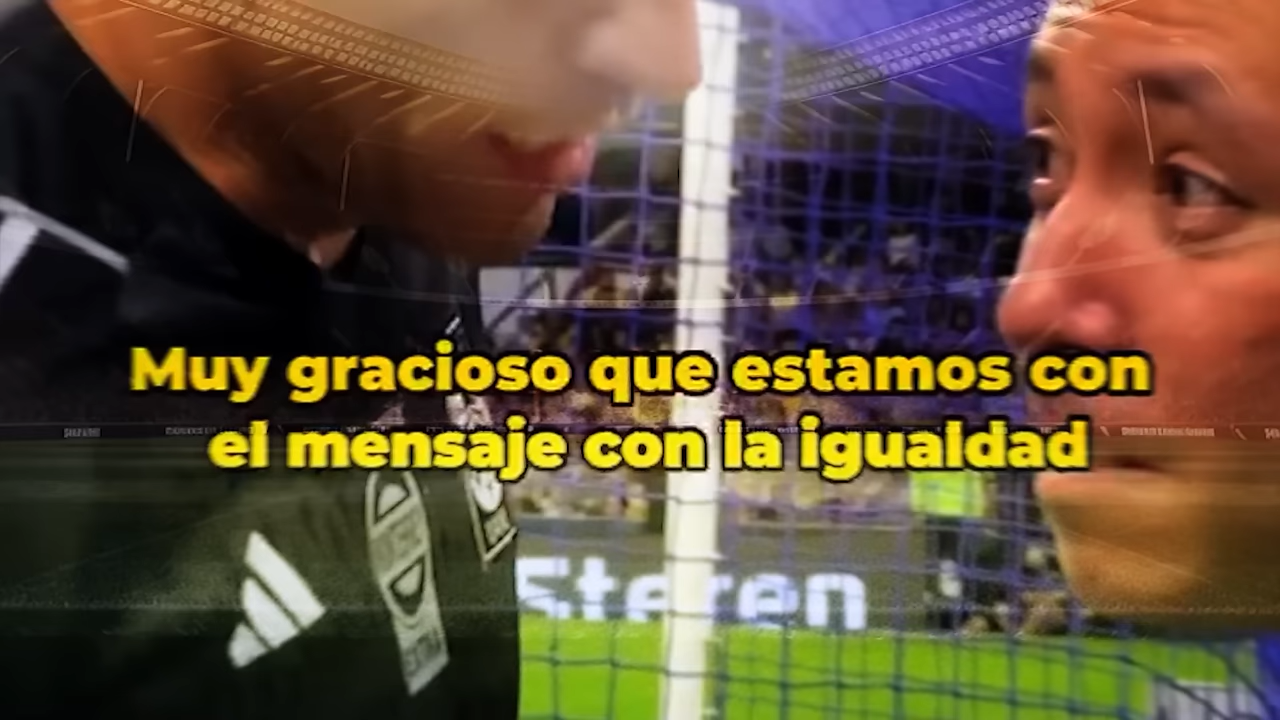 Muy gracioso que estamos con
el mensaje con la igualdad
Steren